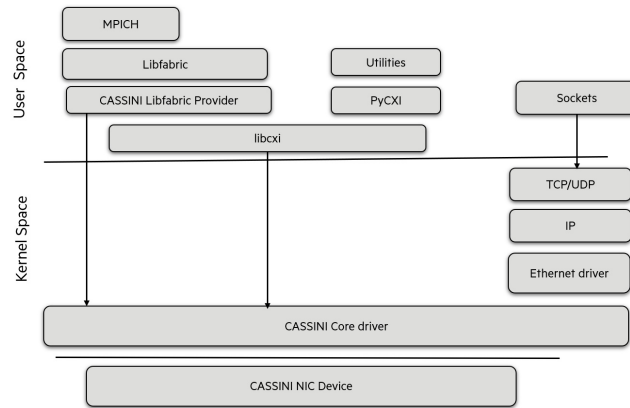 User Space
MPICH
Libfabric
Utilities
CASSINI Libfabric Provider
PyCXI
Sockets
libcxi
Kernel Space
TCP/UDP
IP
Ethernet driver
CASSINI Core driver
CASSINI NIC Device